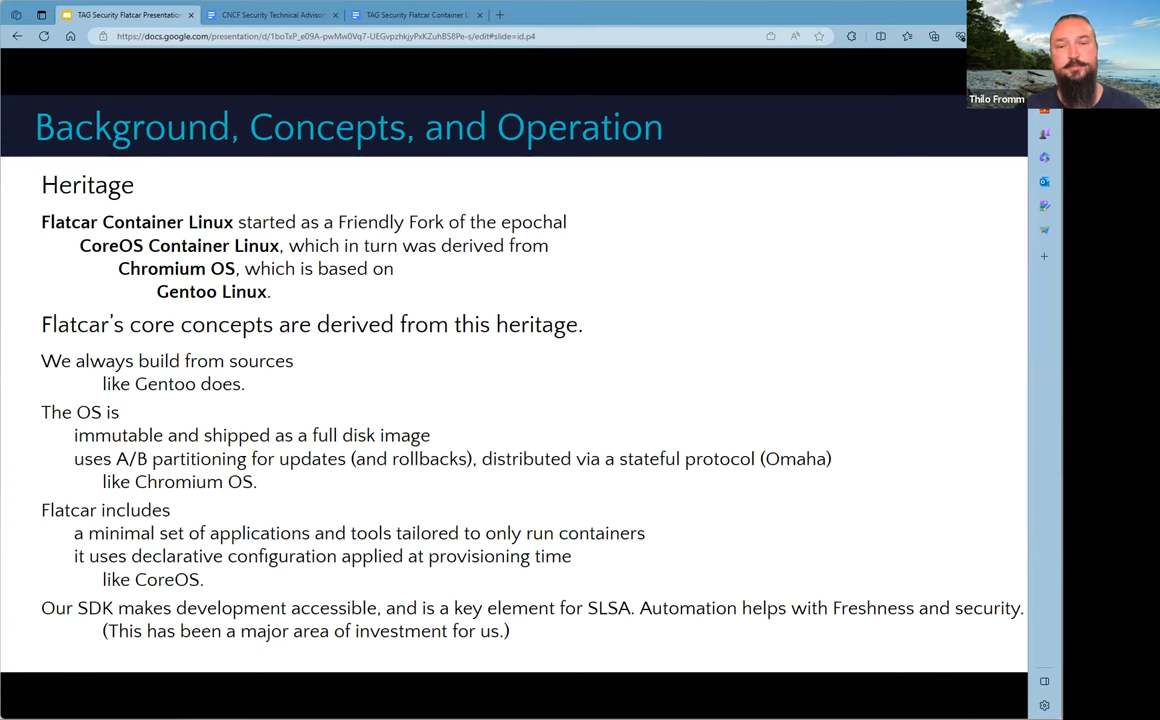 TAG Security Flatcar Presentation
CNCF Security Technical Advisor
TAG Security Flatcar Container L
https://docs.google.com/presentation/d/1boTxP_e09A-pwMw0Vq7-UEGvpzhkjyPxKZuhBS8Pe-s/edit#slide=id.p4
Thilo Fromm
Background, Concepts, and Operation
Heritage
Flatcar Container Linux started as a Friendly Fork of the epochal
CoreOS Container Linux, which in turn was derived from
Chromium OS, which is based on
Gentoo Linux.
Flatcar's core concepts are derived from this heritage.
We always build from sources
like Gentoo does.
The OS is
immutable and shipped as a full disk image
uses A/B partitioning for updates (and rollbacks), distributed via a stateful protocol (Omaha)
like Chromium OS.
Flatcar includes
a minimal set of applications and tools tailored to only run containers
it uses declarative configuration applied at provisioning time
like CoreOS.
Our SDK makes development accessible, and is a key element for SLSA. Automation helps with Freshness and security.
(This has been a major area of investment for us.)